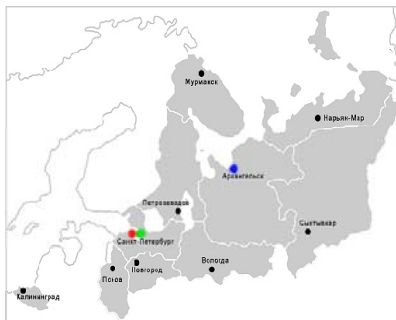 Мурманск
Нарьян-Мар
Архангельск
Петрозаводск
Сыктывкар
Санкт-Петербург
Вологда
Новгород
Псков
Калининград